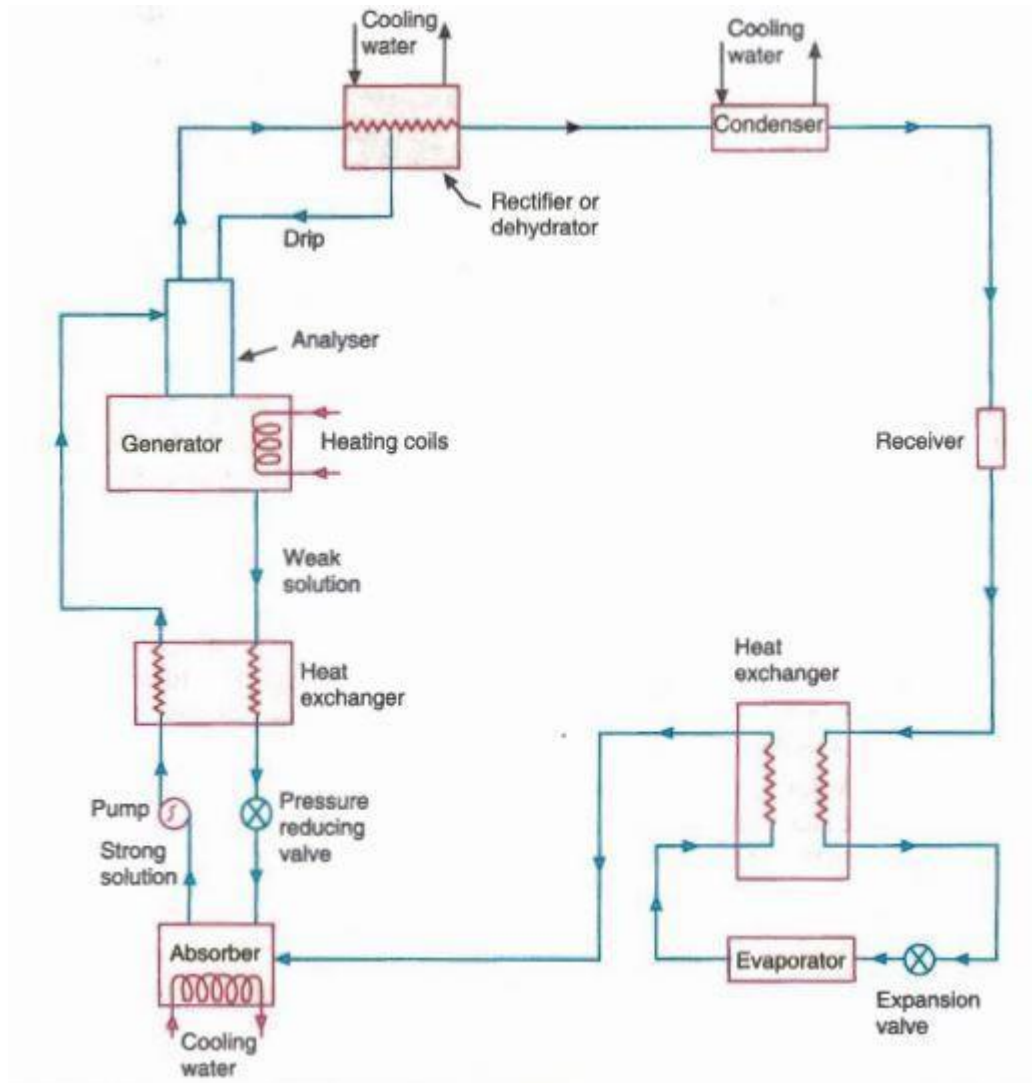 Cooling
water
Cooling
water
Condenser
Rectifier or
dehydrator
Drip
Analyser
Generator
Heating coils
Receiver
Weak
solution
Heat
exchanger
Heat
exchanger
Pump
Pressure
reducing
valve
Strong
solution
Absorber
Evaporator
Expansion
valve
Cooling
water